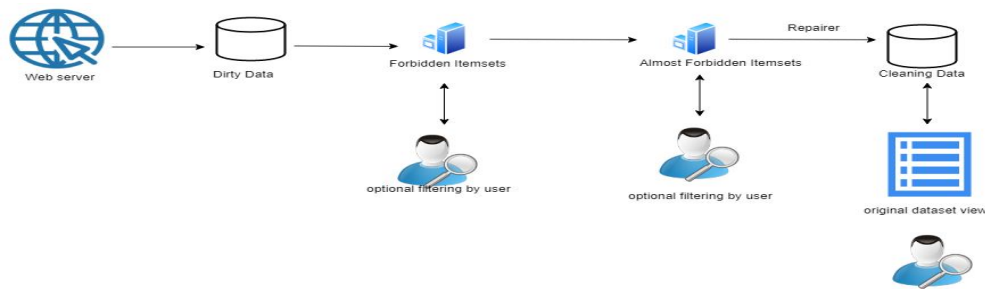 Web server
Dirty Data
Forbidden Itemsets
Almost Forbidden Itemsets
Repairer
Cleaning Data
optional filtering by user
optional filtering by user
original dataset view